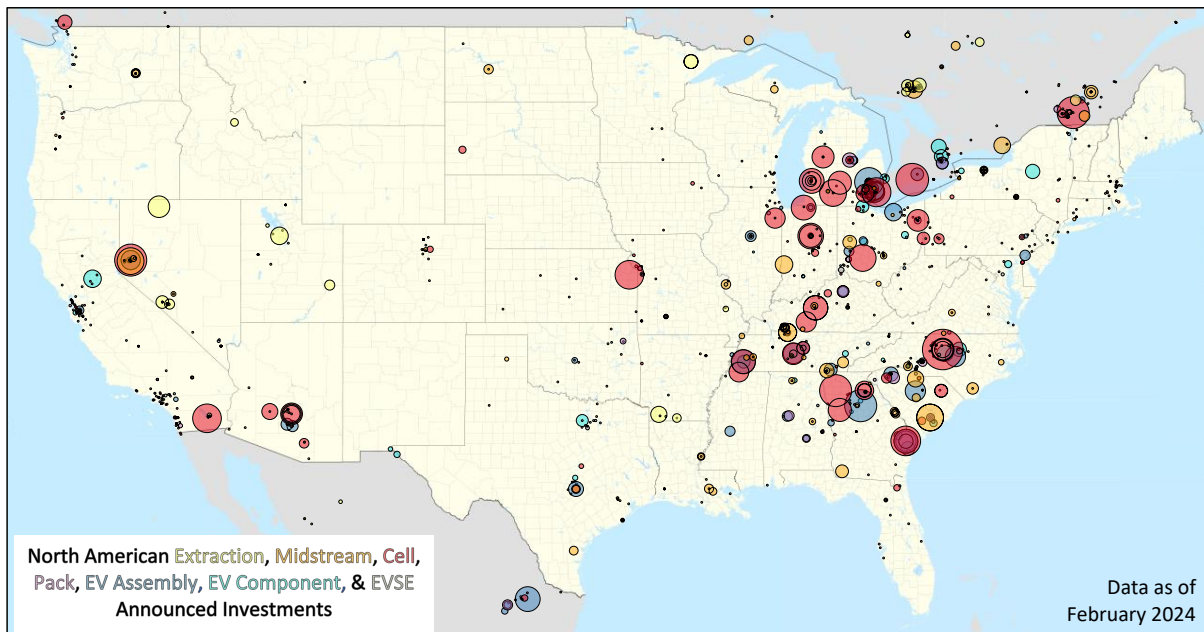 North American Extraction, Midstream, Cell,
Pack, EV Assembly, EV Component, & EVSE
Announced Investments
Data as of
February 2024